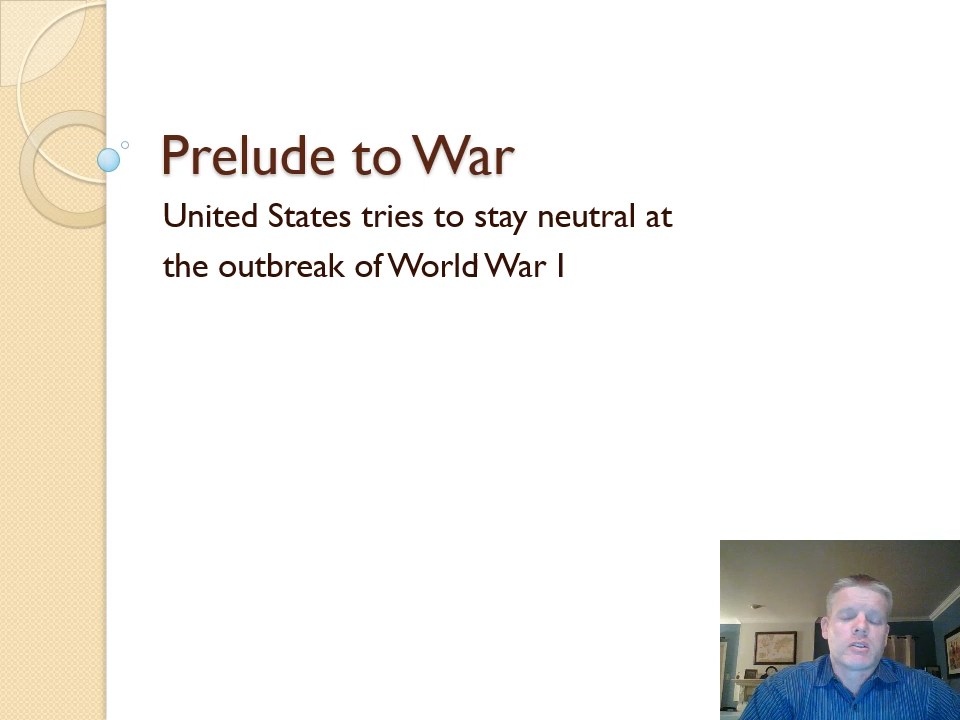 Prelude to War
United States tries to stay neutral at
the outbreak of World War I